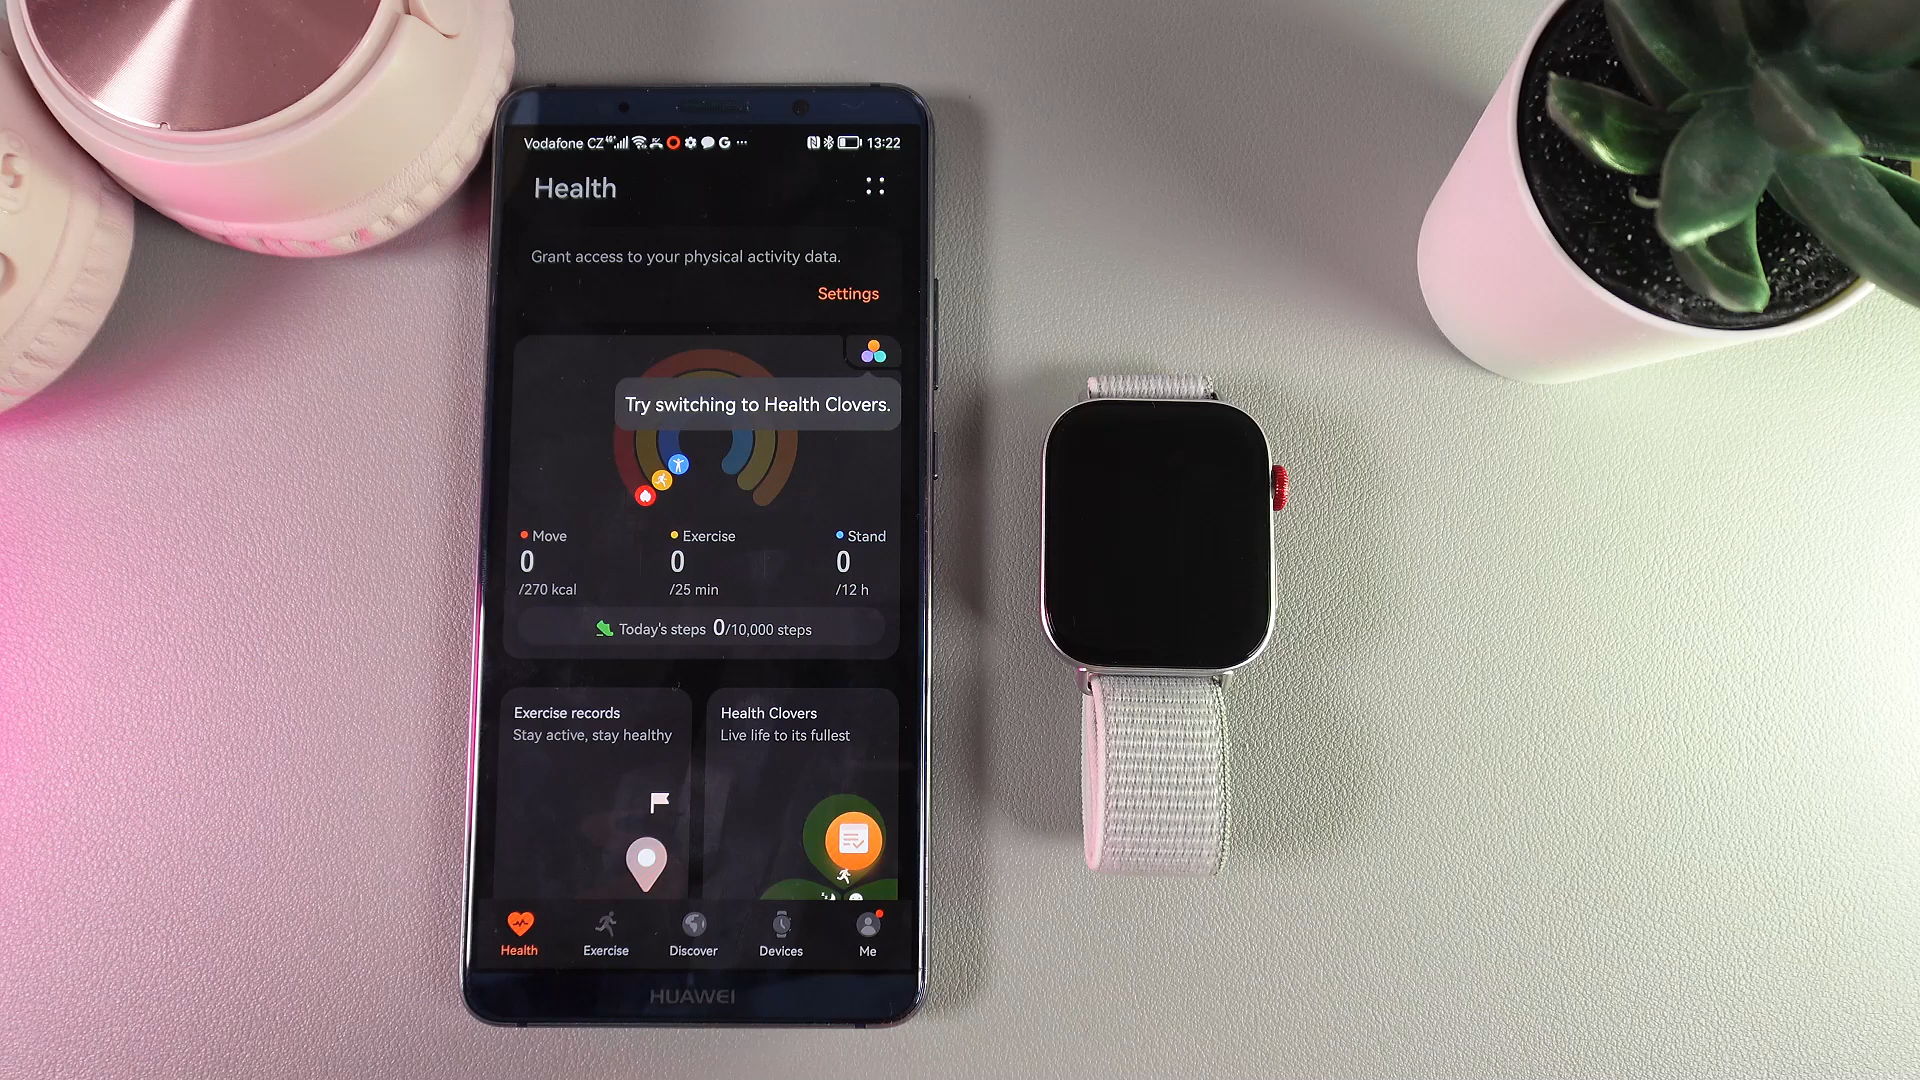 Vodafone CZ 13:22
Health
Grant access to your physical activity data.
Settings
Try switching to Health Clovers.
Move Exercise Stand
0 0 0
/270 kcal /25 min /12 h
Today's steps 0/10,000 steps
Exercise records
Stay active, stay healthy
Health Clovers
Live life to its fullest
Health Exercise Discover Devices Me
HUAWEI